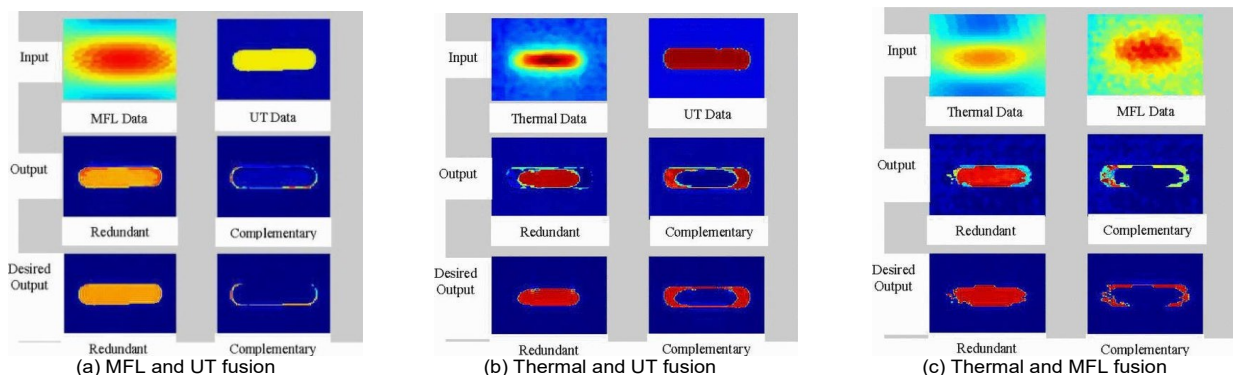 Input
MFL Data
UT Data
Output
Redundant
Complementary
Desired
Output
Redundant
Complementary
(a) MFL and UT fusion
Input
Thermal Data
UT Data
Output
Redundant
Complementary
Desired
Output
Redundant
Complementary
(b) Thermal and UT fusion
Input
Thermal Data
MFL Data
Output
Redundant
Complementary
Desired
Output
Redundant
Complementary
(c) Thermal and MFL fusion